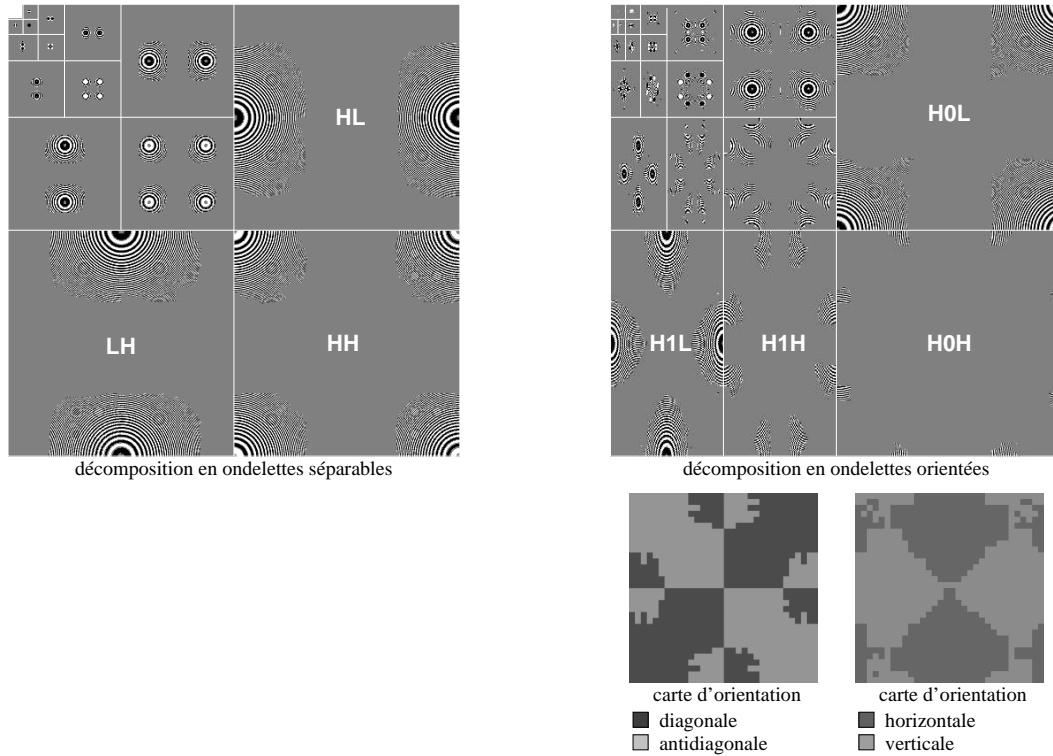 HL
LH
HH
décomposition en ondelettes séparables
H0L
H1L
H1H
H0H
décomposition en ondelettes orientées
carte d'orientation
diagonale
antidiagonale
carte d'orientation
horizontale
verticale